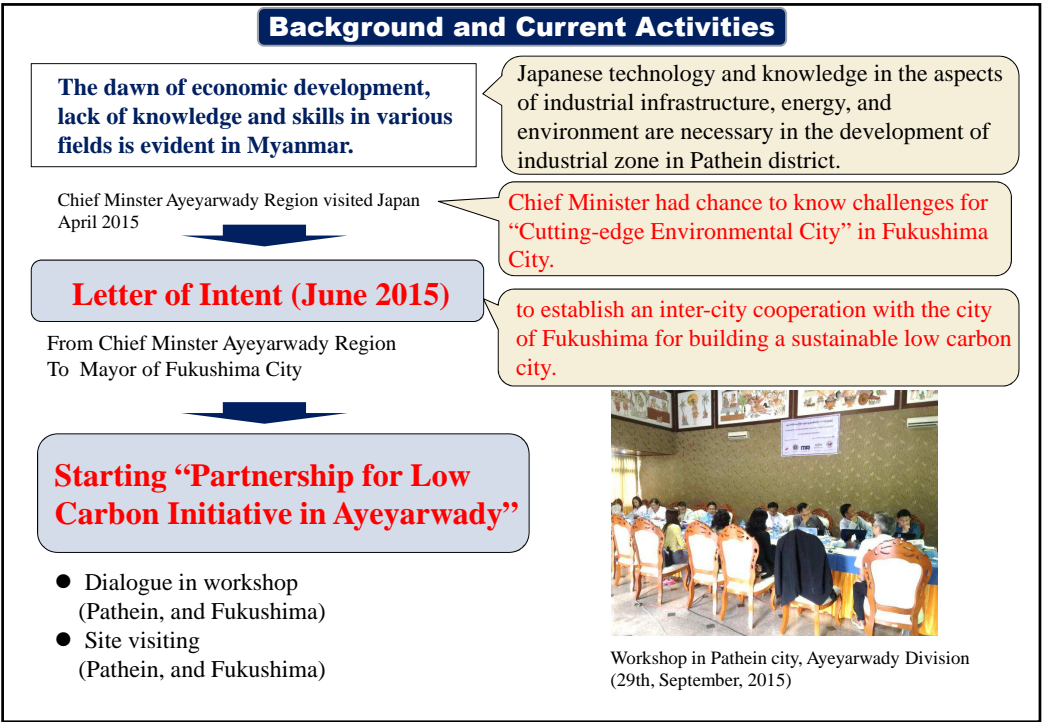 Background and Current Activities
The dawn of economic development,
lack of knowledge and skills in various
fields is evident in Myanmar.
Japanese technology and knowledge in the aspects
of industrial infrastructure, energy, and
environment are necessary in the development of
industrial zone in Pathein district.
Chief Minster Ayeyarwady Region visited Japan
April 2015
Chief Minister had chance to know challenges for
“Cutting-edge Environmental City” in Fukushima
City.
Letter of Intent (June 2015)
to establish an inter-city cooperation with the city
of Fukushima for building a sustainable low carbon
city.
From Chief Minster Ayeyarwady Region
To Mayor of Fukushima City
Starting “Partnership for Low
Carbon Initiative in Ayeyarwady”
● Dialogue in workshop
(Pathein, and Fukushima)
● Site visiting
(Pathein, and Fukushima)
Workshop in Pathein city, Ayeyarwady Division
(29th, September, 2015)